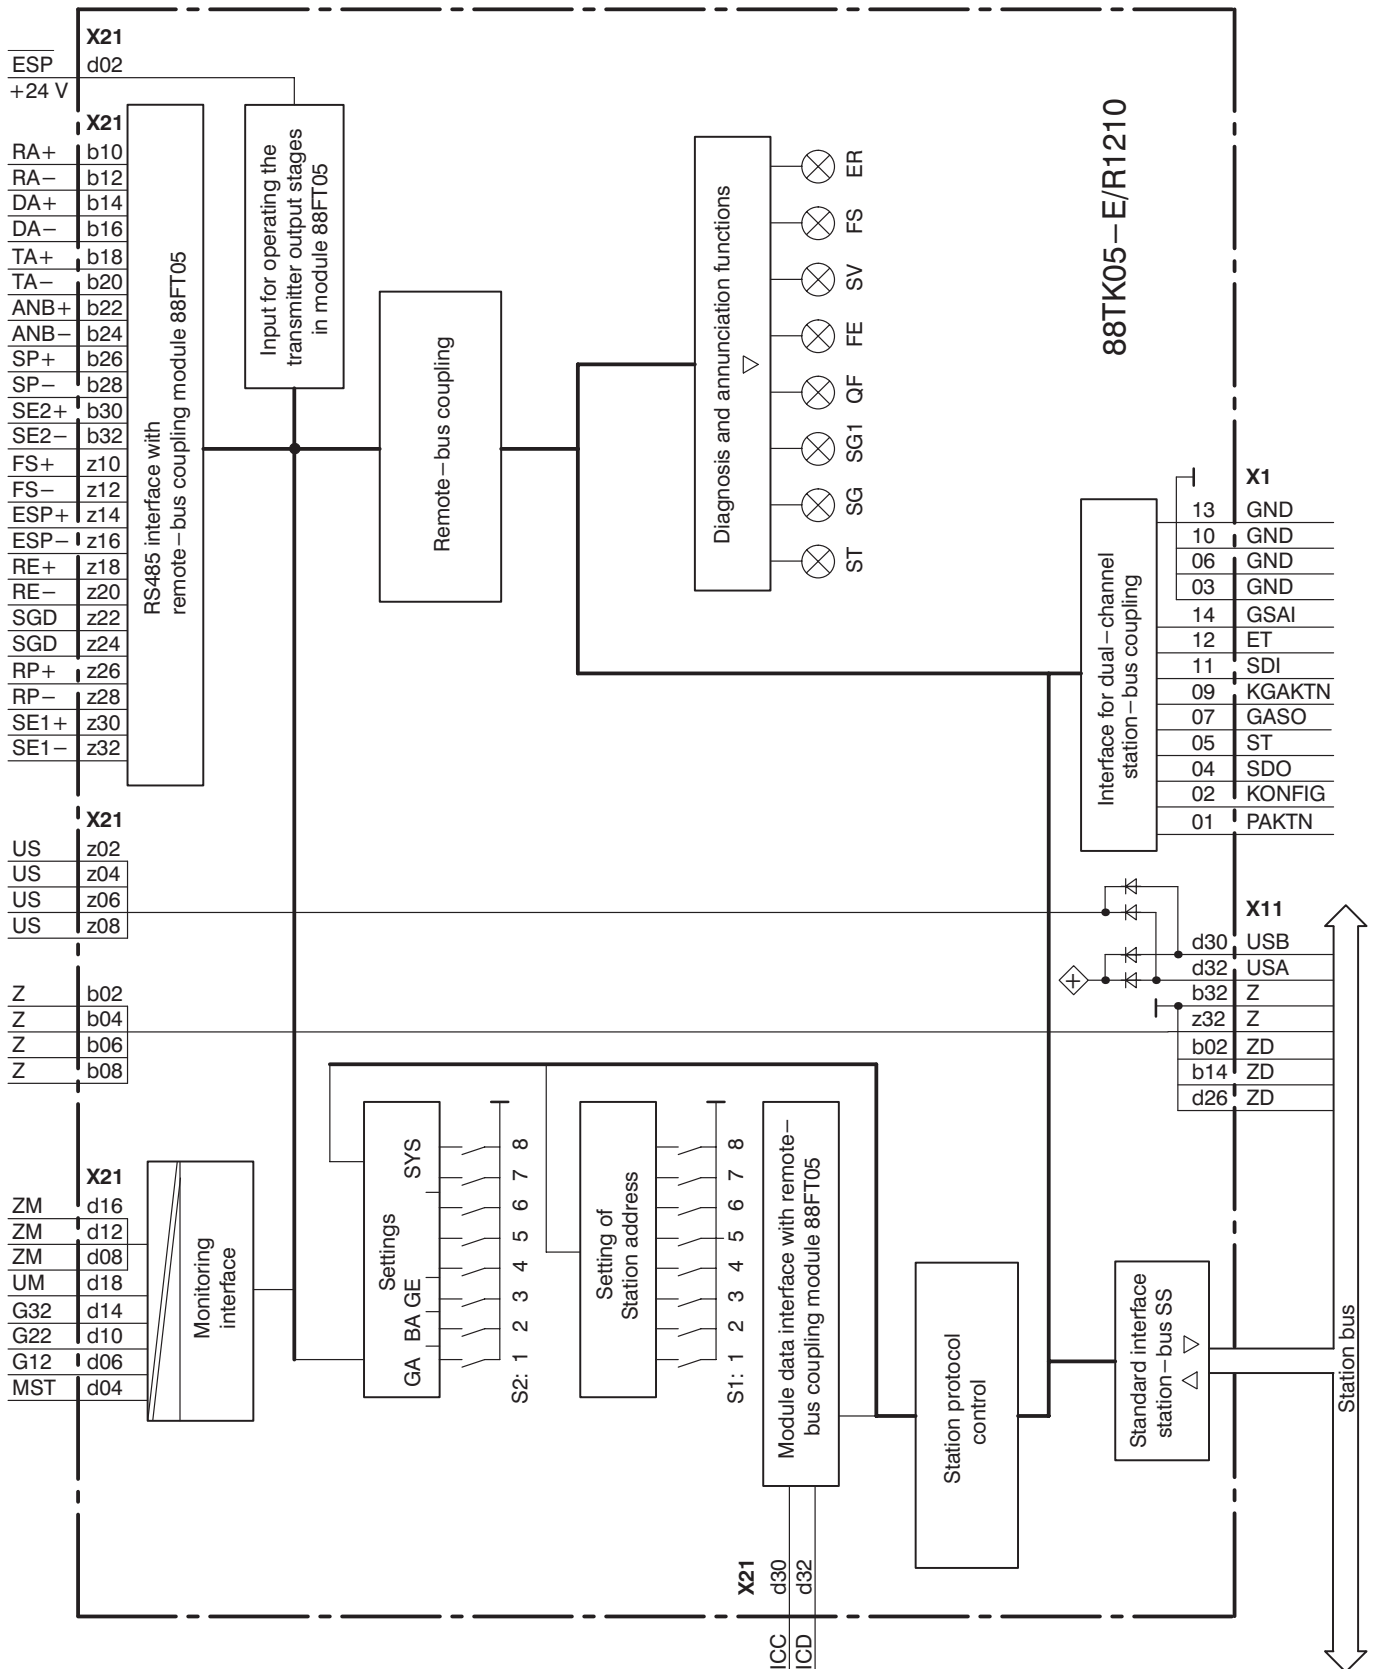 X21
ESP d02
+24 V
X21
RA+ b10
RA− b12
DA+ b14
DA− b16
TA+ b18
TA− b20
ANB+ b22
ANB− b24
SP+ b26
SP− b28
SE2+ b30
SE2− b32
FS+ z10
FS− z12
ESP+ z14
ESP− z16
RE+ z18
RE− z20
SGD z22
SGD z24
RP+ z26
RP− z28
SE1+ z30
SE1− z32
RS485 interface with
remote−bus coupling module 88FT05
Input for operating the
transmitter output stages
in module 88FT05
Remote−bus coupling
Diagnosis and annunciation functions
ER
FS
SV
FE
QF
SG1
SG
ST
88TK05−E/R1210
Interface for dual−channel
station−bus coupling
X1
13 GND
10 GND
06 GND
03 GND
14 GSAI
12 ET
11 SDI
09 KGAKTN
07 GASO
05 ST
04 SDO
02 KONFIG
01 PAKTN
X21
US z02
US z04
US z06
US z08
Z b02
Z b04
Z b06
Z b08
X11
d30 USB
d32 USA
b32 Z
z32 Z
b02 ZD
b14 ZD
d26 ZD
X21
ZM d16
ZM d12
ZM d08
UM d18
G32 d14
G22 d10
G12 d06
MST d04
Monitoring
interface
Settings
GA BA GE SYS
S2: 1 2 3 4 5 6 7 8
Setting of
Station address
S1: 1 2 3 4 5 6 7 8
Module data interface with remote−
bus coupling module 88FT05
X21
ICC d30
ICD d32
Station protocol
control
Standard interface
station−bus SS
Station bus